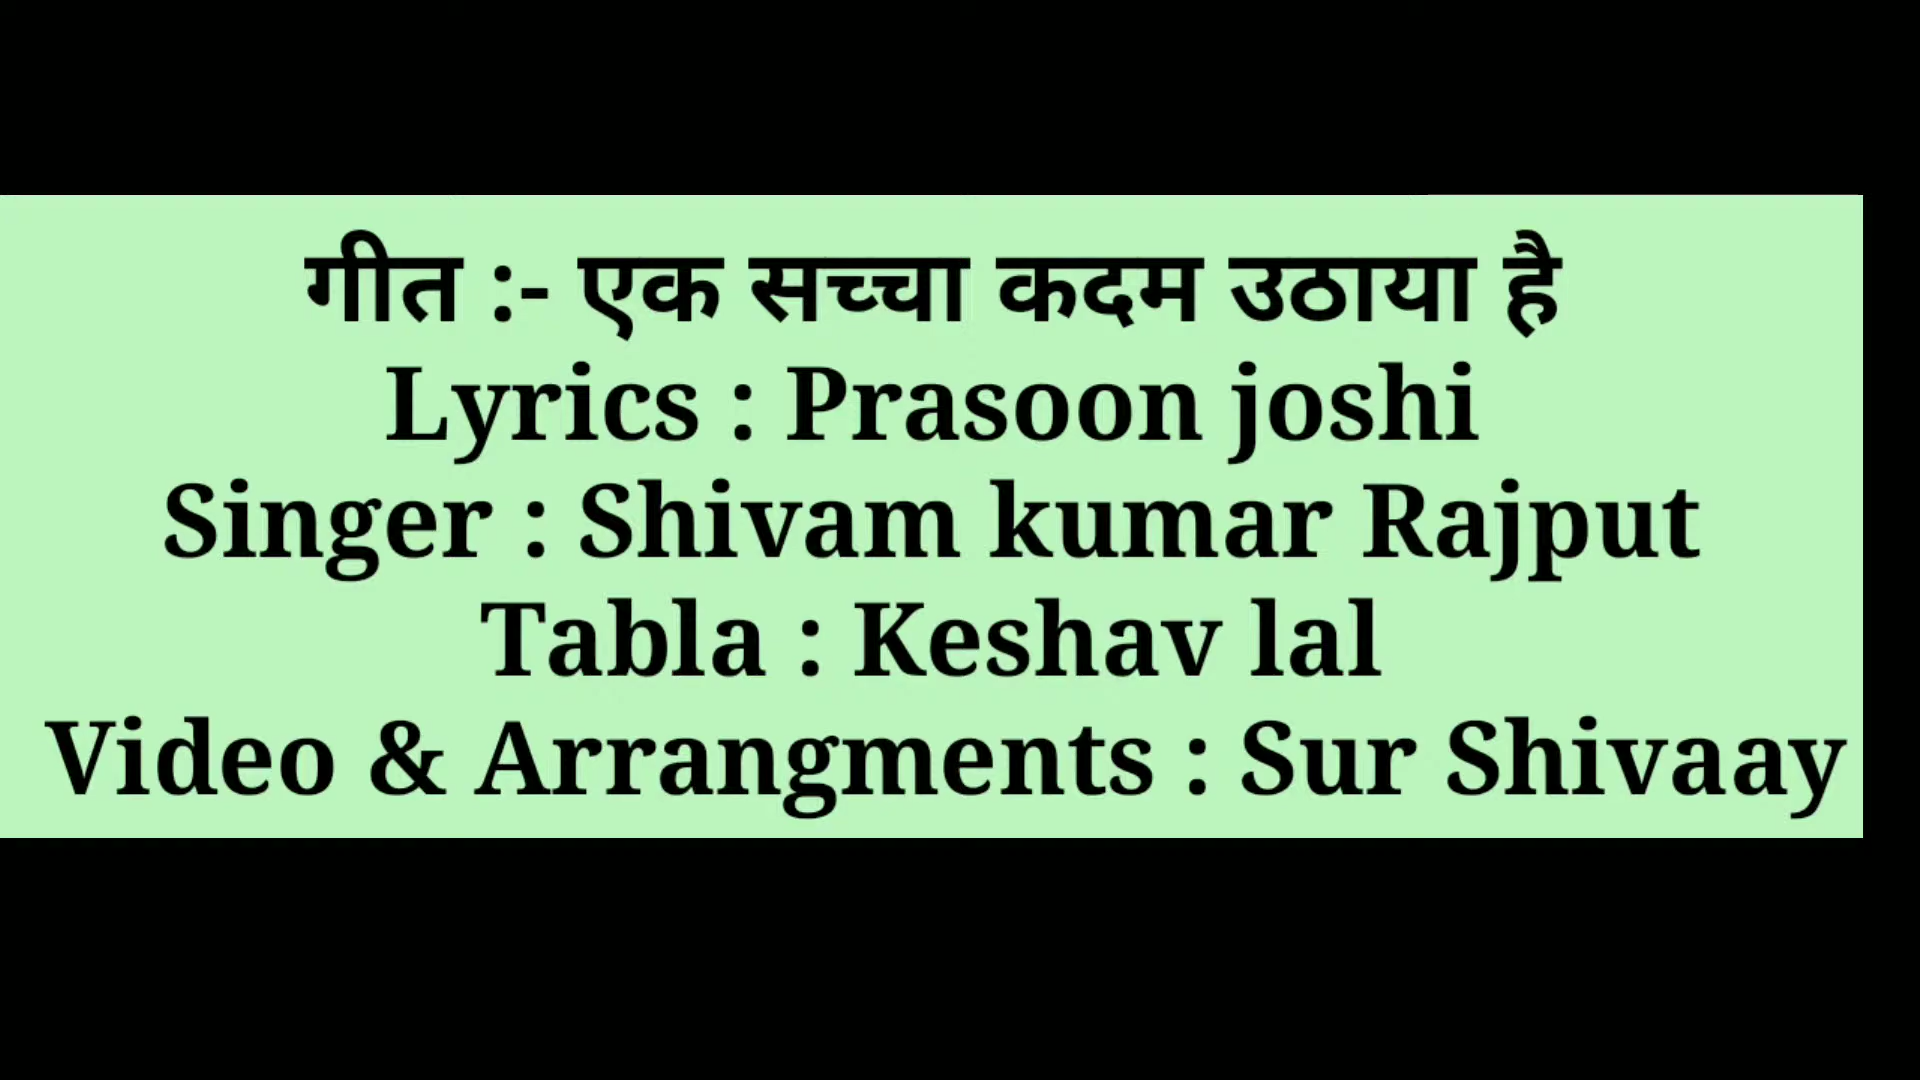 गीत :- एक सच्चा कदम उठाया है
Lyrics : Prasoon joshi
Singer : Shivam kumar Rajput
Tabla : Keshav lal
Video & Arrangments : Sur Shivaay